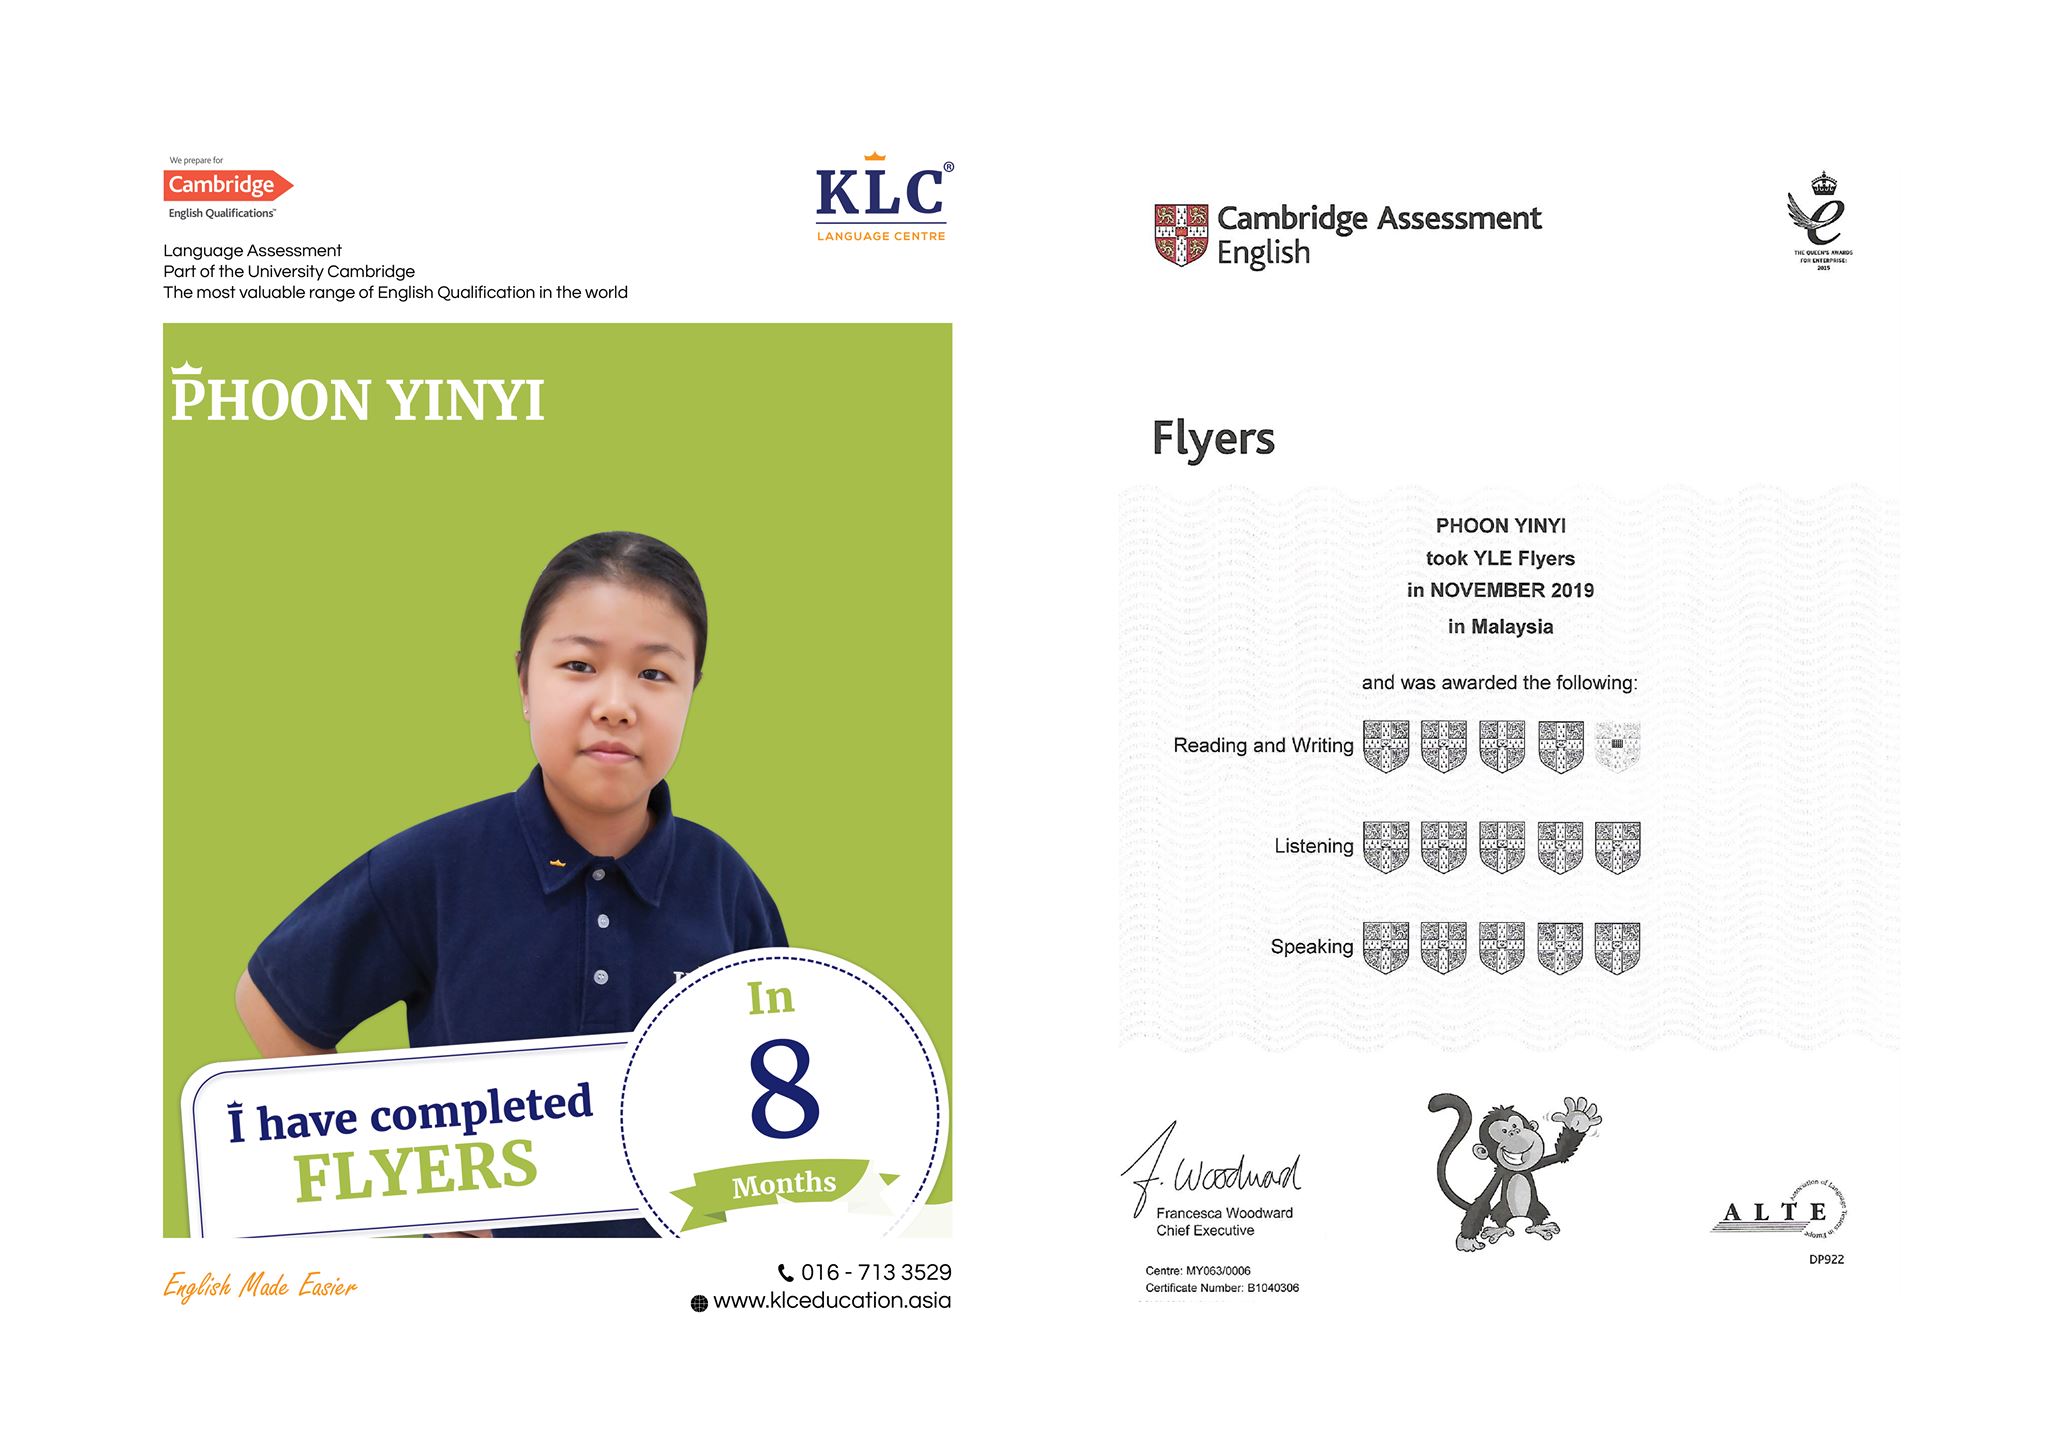 We prepare for
Cambridge
English Qualifications™
KLC®
LANGUAGE CENTRE
Language Assessment
Part of the University Cambridge
The most valuable range of English Qualification in the world
PHOON YINYI
In
8
Months
I have completed
FLYERS
English Made Easier
016 - 713 3529
www.klceducation.asia
Cambridge Assessment
English
e
THE QUEEN'S AWARDS
FOR ENTERPRISE:
2015
Flyers
PHOON YINYI
took YLE Flyers
in NOVEMBER 2019
in Malaysia
and was awarded the following:
Reading and Writing
Listening
Speaking
F. Woodward
Francesca Woodward
Chief Executive
Centre: MY063/0006
Certificate Number: B1040306
ALTE
Association of Language Testers in Europe
DP922